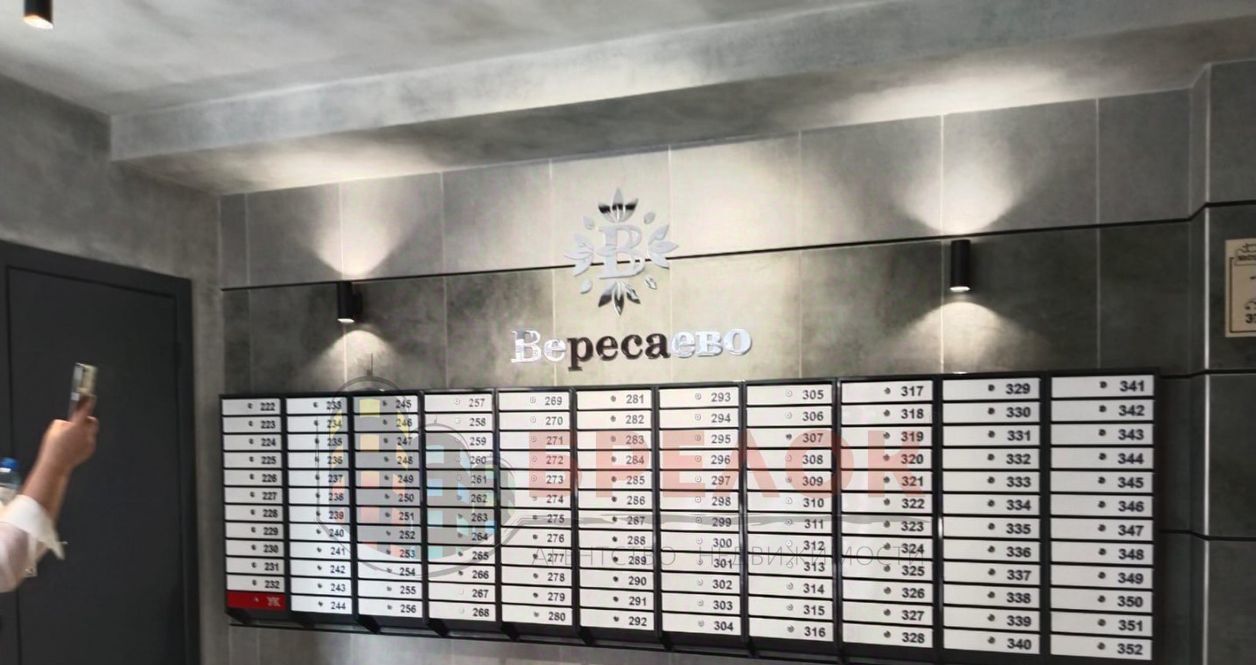 В
Вересаево
222 233 245 257 269 281 293 305 317 329 341
223 234 246 258 270 282 294 306 318 330 342
224 235 247 259 271 283 295 307 319 331 343
225 236 248 260 272 284 296 308 320 332 344
226 237 249 261 273 285 297 309 321 333 345
227 238 250 262 274 286 298 310 322 334 346
228 239 251 263 275 287 299 311 323 335 347
229 240 252 264 276 288 300 312 324 336 348
230 241 253 265 277 289 301 313 325 337 349
231 242 254 266 278 290 302 314 326 338 350
232 243 255 267 279 291 303 315 327 339 351
УК 244 256 268 280 292 304 316 328 340 352
БРЕЛОК
АГЕНТСТВО НЕДВИЖИМОСТИ